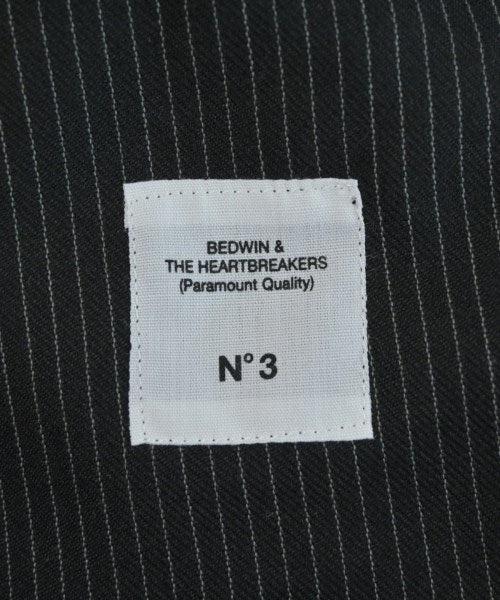 BEDWIN &
THE HEARTBREAKERS
(Paramount Quality)
N° 3